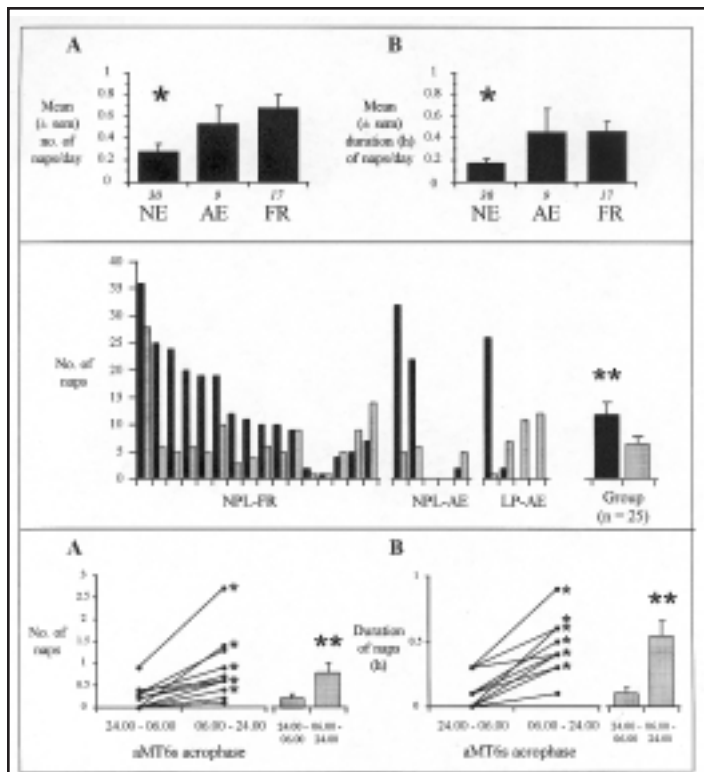 A
B
Mean
(± sem)
no. of
naps/day
1
0.8
0.6
0.4
0.2
0
*
36
9
17
NE
AE
FR
Mean
(± sem)
duration (h)
of naps/day
1
0.8
0.6
0.4
0.2
0
*
9
17
NE
AE
FR
No. of
naps
40
35
30
25
20
15
10
5
0
NPL-FR
NPL-AE
LP-AE
**
Group
(n = 25)
A
B
No. of
naps
3
2.5
2
1.5
1
0.5
0
*
*
*
*
*
24.00 - 06.00
06.00 - 24.00
aMT6s acrophase
**
24.00 -
06.00
06.00 -
24.00
Duration
of naps
(h)
1
0.5
0
*
*
*
*
*
*
24.00 - 06.00
06.00 - 24.00
aMT6s acrophase
**
24.00 -
06.00
06.00 -
24.00